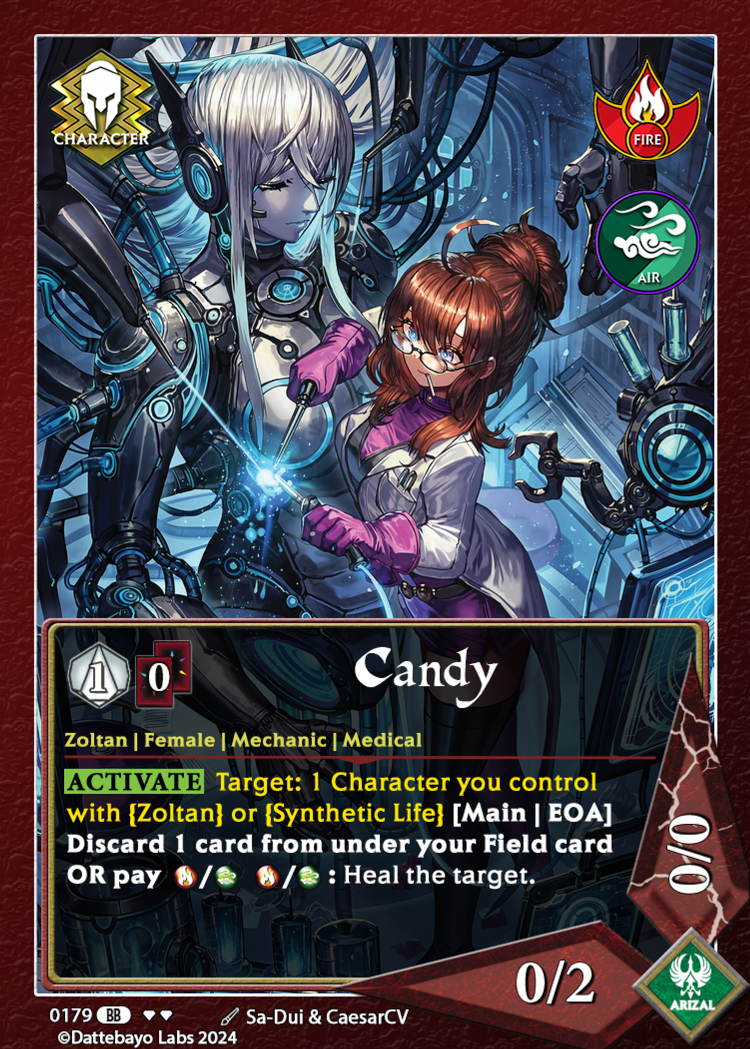 CHARACTER
FIRE
AIR
1 0 Candy
Zoltan | Female | Mechanic | Medical
ACTIVATE Target: 1 Character you control
with {Zoltan} or {Synthetic Life} [Main | EOA]
Discard 1 card from under your Field card
OR pay / / : Heal the target.
0/0
0/2
ARIZAL
0179 BB ♥♥ Sa-Dui & CaesarCV
©Dattebayo Labs 2024